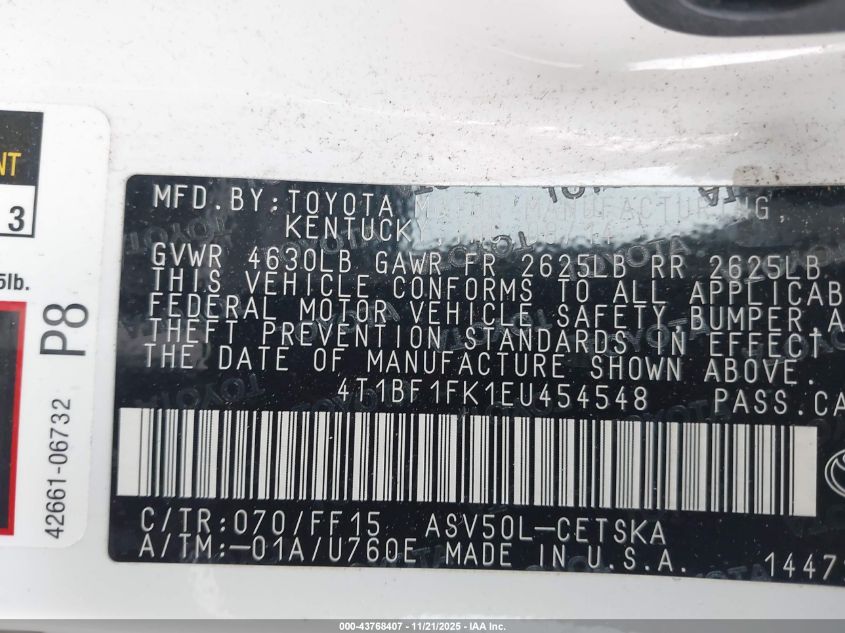 NT
3
5lb.
P8
42661-06732
MFD. BY: TOYOTA MOTOR MANUFACTURING,
KENTUCKY,
GVWR 4630LB GAWR FR 2625LB RR 2625LB
THIS VEHICLE CONFORMS TO ALL APPLICAB
FEDERAL MOTOR VEHICLE SAFETY, BUMPER, A
THEFT PREVENTION STANDARDS IN EFFECT
THE DATE OF MANUFACTURE SHOWN ABOVE.
4T1BF1FK1EU454548 PASS.CA
C/TR:070/FF15 ASV50L-CETSKA
A/TM:-01A/U760E MADE IN U.S.A.
1447
000-43768407 - 11/21/2025 - IAA Inc.